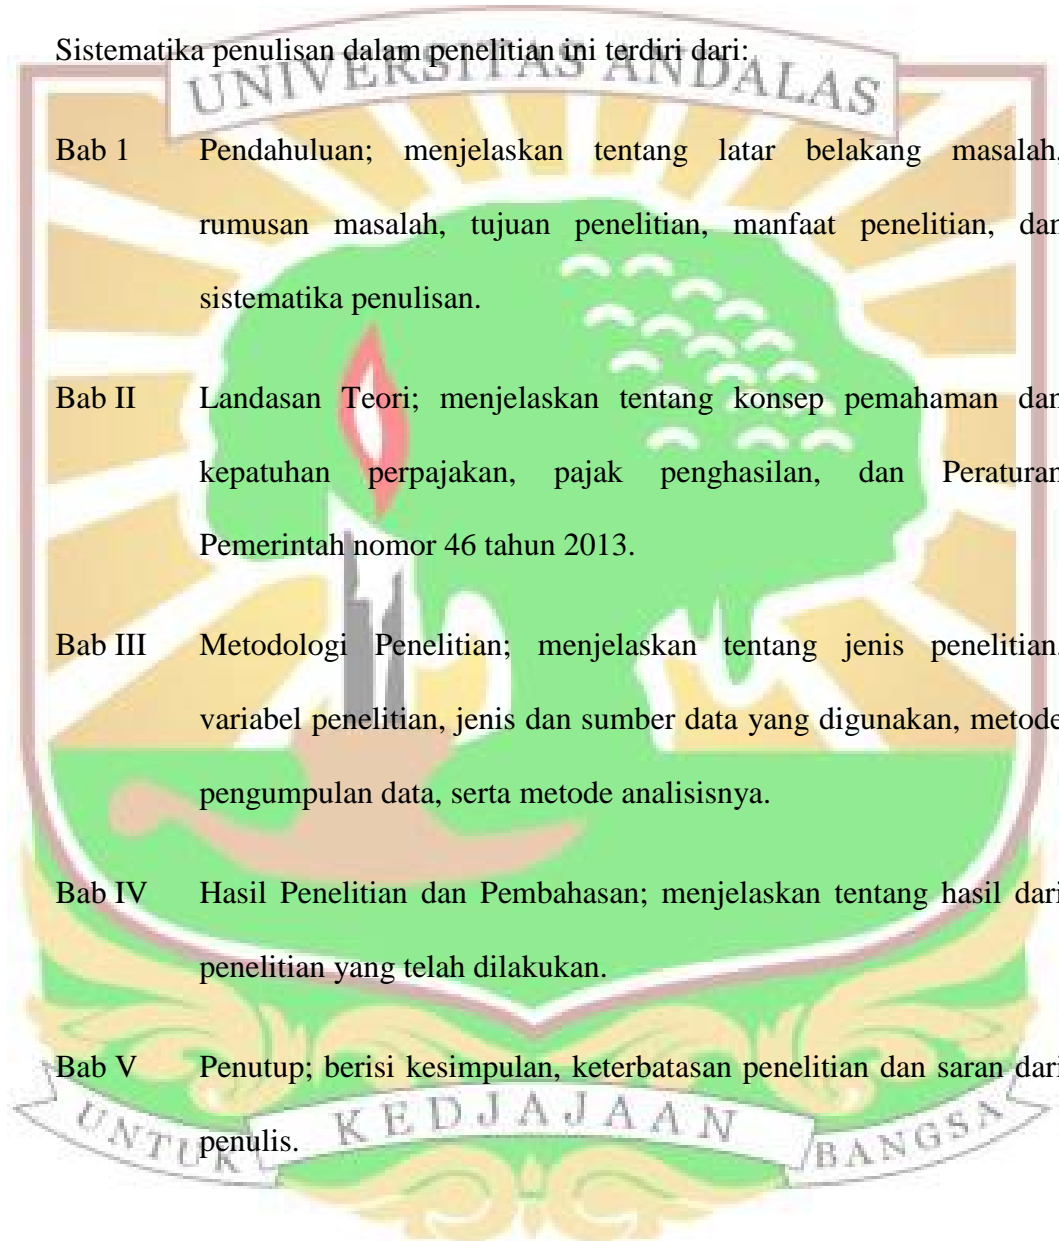 Sistematika penulisan dalam penelitian ini terdiri dari:
UNIVERSITAS ANDALAS
Bab 1 Pendahuluan; menjelaskan tentang latar belakang masalah,
rumusan masalah, tujuan penelitian, manfaat penelitian, dan
sistematika penulisan.
Bab II Landasan Teori; menjelaskan tentang konsep pemahaman dan
kepatuhan perpajakan, pajak penghasilan, dan Peraturan
Pemerintah nomor 46 tahun 2013.
Bab III Metodologi Penelitian; menjelaskan tentang jenis penelitian,
variabel penelitian, jenis dan sumber data yang digunakan, metode
pengumpulan data, serta metode analisisnya.
Bab IV Hasil Penelitian dan Pembahasan; menjelaskan tentang hasil dari
penelitian yang telah dilakukan.
Bab V Penutup; berisi kesimpulan, keterbatasan penelitian dan saran dari
penulis.
UNTUK KEDJAJAAN BANGSA